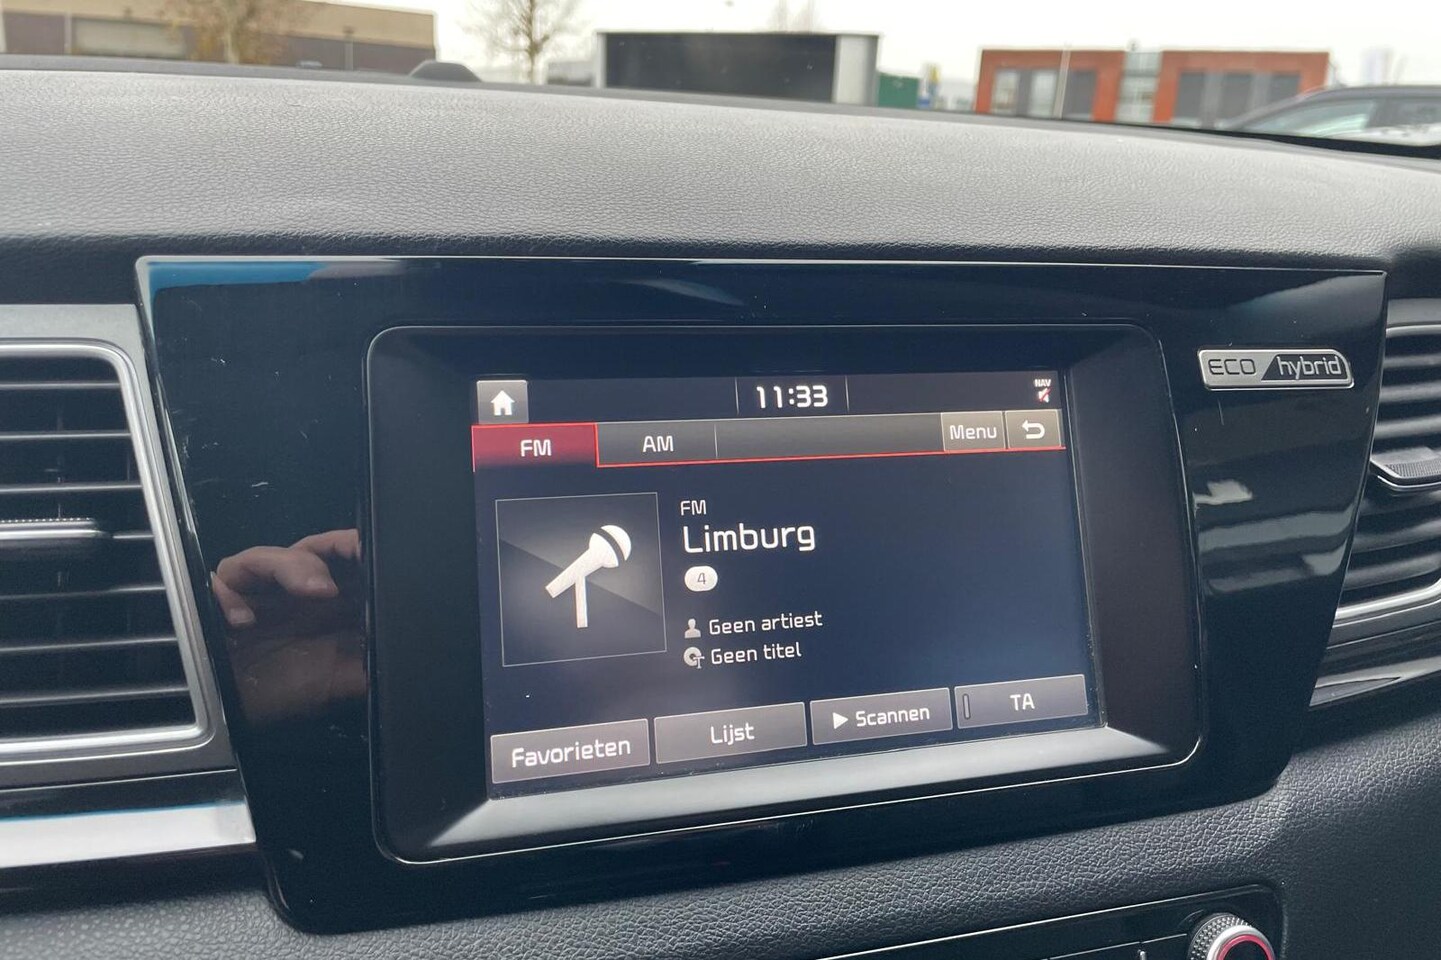 11:33
NAV
FM
AM
Menu
FM
Limburg
4
Geen artiest
Geen titel
Favorieten
Lijst
Scannen
TA
ECO hybrid